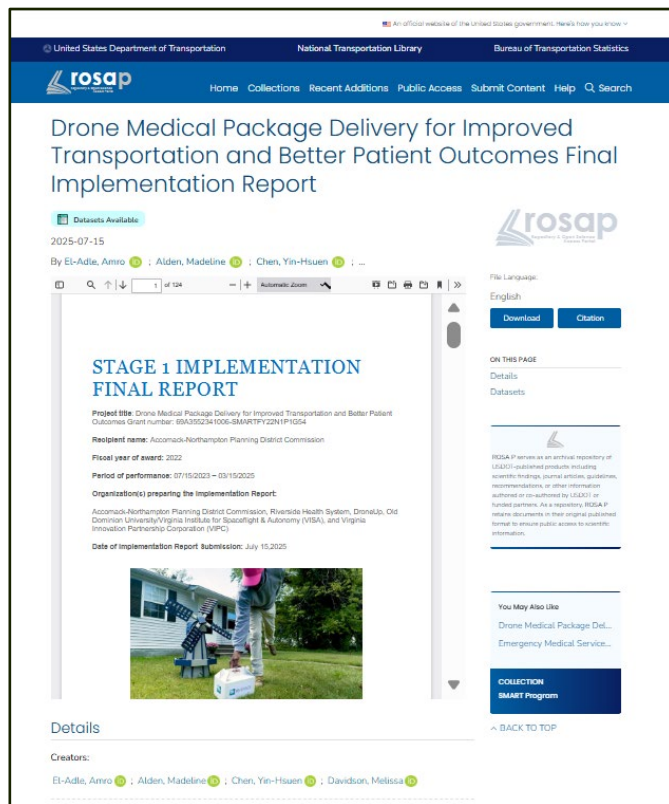 An official website of the United States government. Here's how you know
United States Department of Transportation National Transportation Library Bureau of Transportation Statistics
rosap
Home Collections Recent Additions Public Access Submit Content Help Search
Drone Medical Package Delivery for Improved
Transportation and Better Patient Outcomes Final
Implementation Report
Datasets Available
2025-07-15
By El-Adle, Amro iD ; Alden, Madeline iD ; Chen, Yin-Hsuen iD ; ...
1 of 124 Automatic Zoom
STAGE 1 IMPLEMENTATION
FINAL REPORT
Project title: Drone Medical Package Delivery for Improved Transportation and Better Patient
Outcomes Grant number: 69A3552341006-SMARTFY22N1P1G54
Recipient name: Accomack-Northampton Planning District Commission
Fiscal year of award: 2022
Period of performance: 07/15/2023 – 03/15/2025
Organization(s) preparing the Implementation Report:
Accomack-Northampton Planning District Commission, Riverside Health System, DroneUp, Old
Dominion University/Virginia Institute for Spaceflight & Autonomy (VISA), and Virginia
Innovation Partnership Corporation (VIPC)
Date of Implementation Report Submission: July 15,2025
rosap
Repository & Open Science
Access Portal
File Language:
English
Download Citation
ON THIS PAGE
Details
Datasets
ROSA P serves as an archival repository of
USDOT-published products including
scientific findings, journal articles, guidelines,
recommendations, or other information
authored or co-authored by USDOT or
funded partners. As a repository, ROSA P
retains documents in their original published
format to ensure public access to scientific
information.
You May Also Like
Drone Medical Package Del...
Emergency Medical Service...
COLLECTION
SMART Program
BACK TO TOP
Details
Creators:
El-Adle, Amro iD ; Alden, Madeline iD ; Chen, Yin-Hsuen iD ; Davidson, Melissa iD